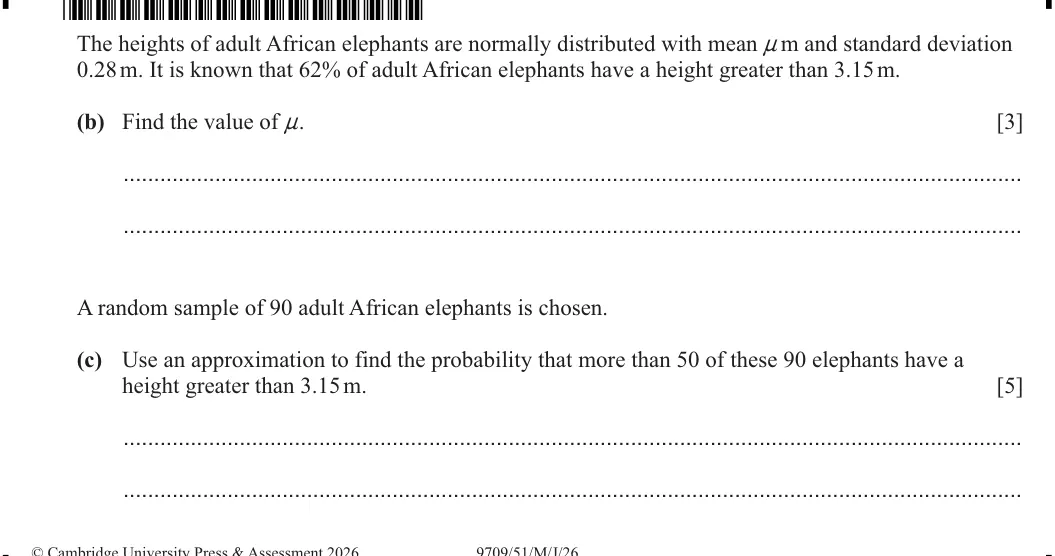 The heights of adult African elephants are normally distributed with mean μ m and standard deviation
0.28 m. It is known that 62% of adult African elephants have a height greater than 3.15 m.
(b) Find the value of μ. [3]
A random sample of 90 adult African elephants is chosen.
(c) Use an approximation to find the probability that more than 50 of these 90 elephants have a
height greater than 3.15 m. [5]
© Cambridge University Press & Assessment 2026 9709/51/M/J/26